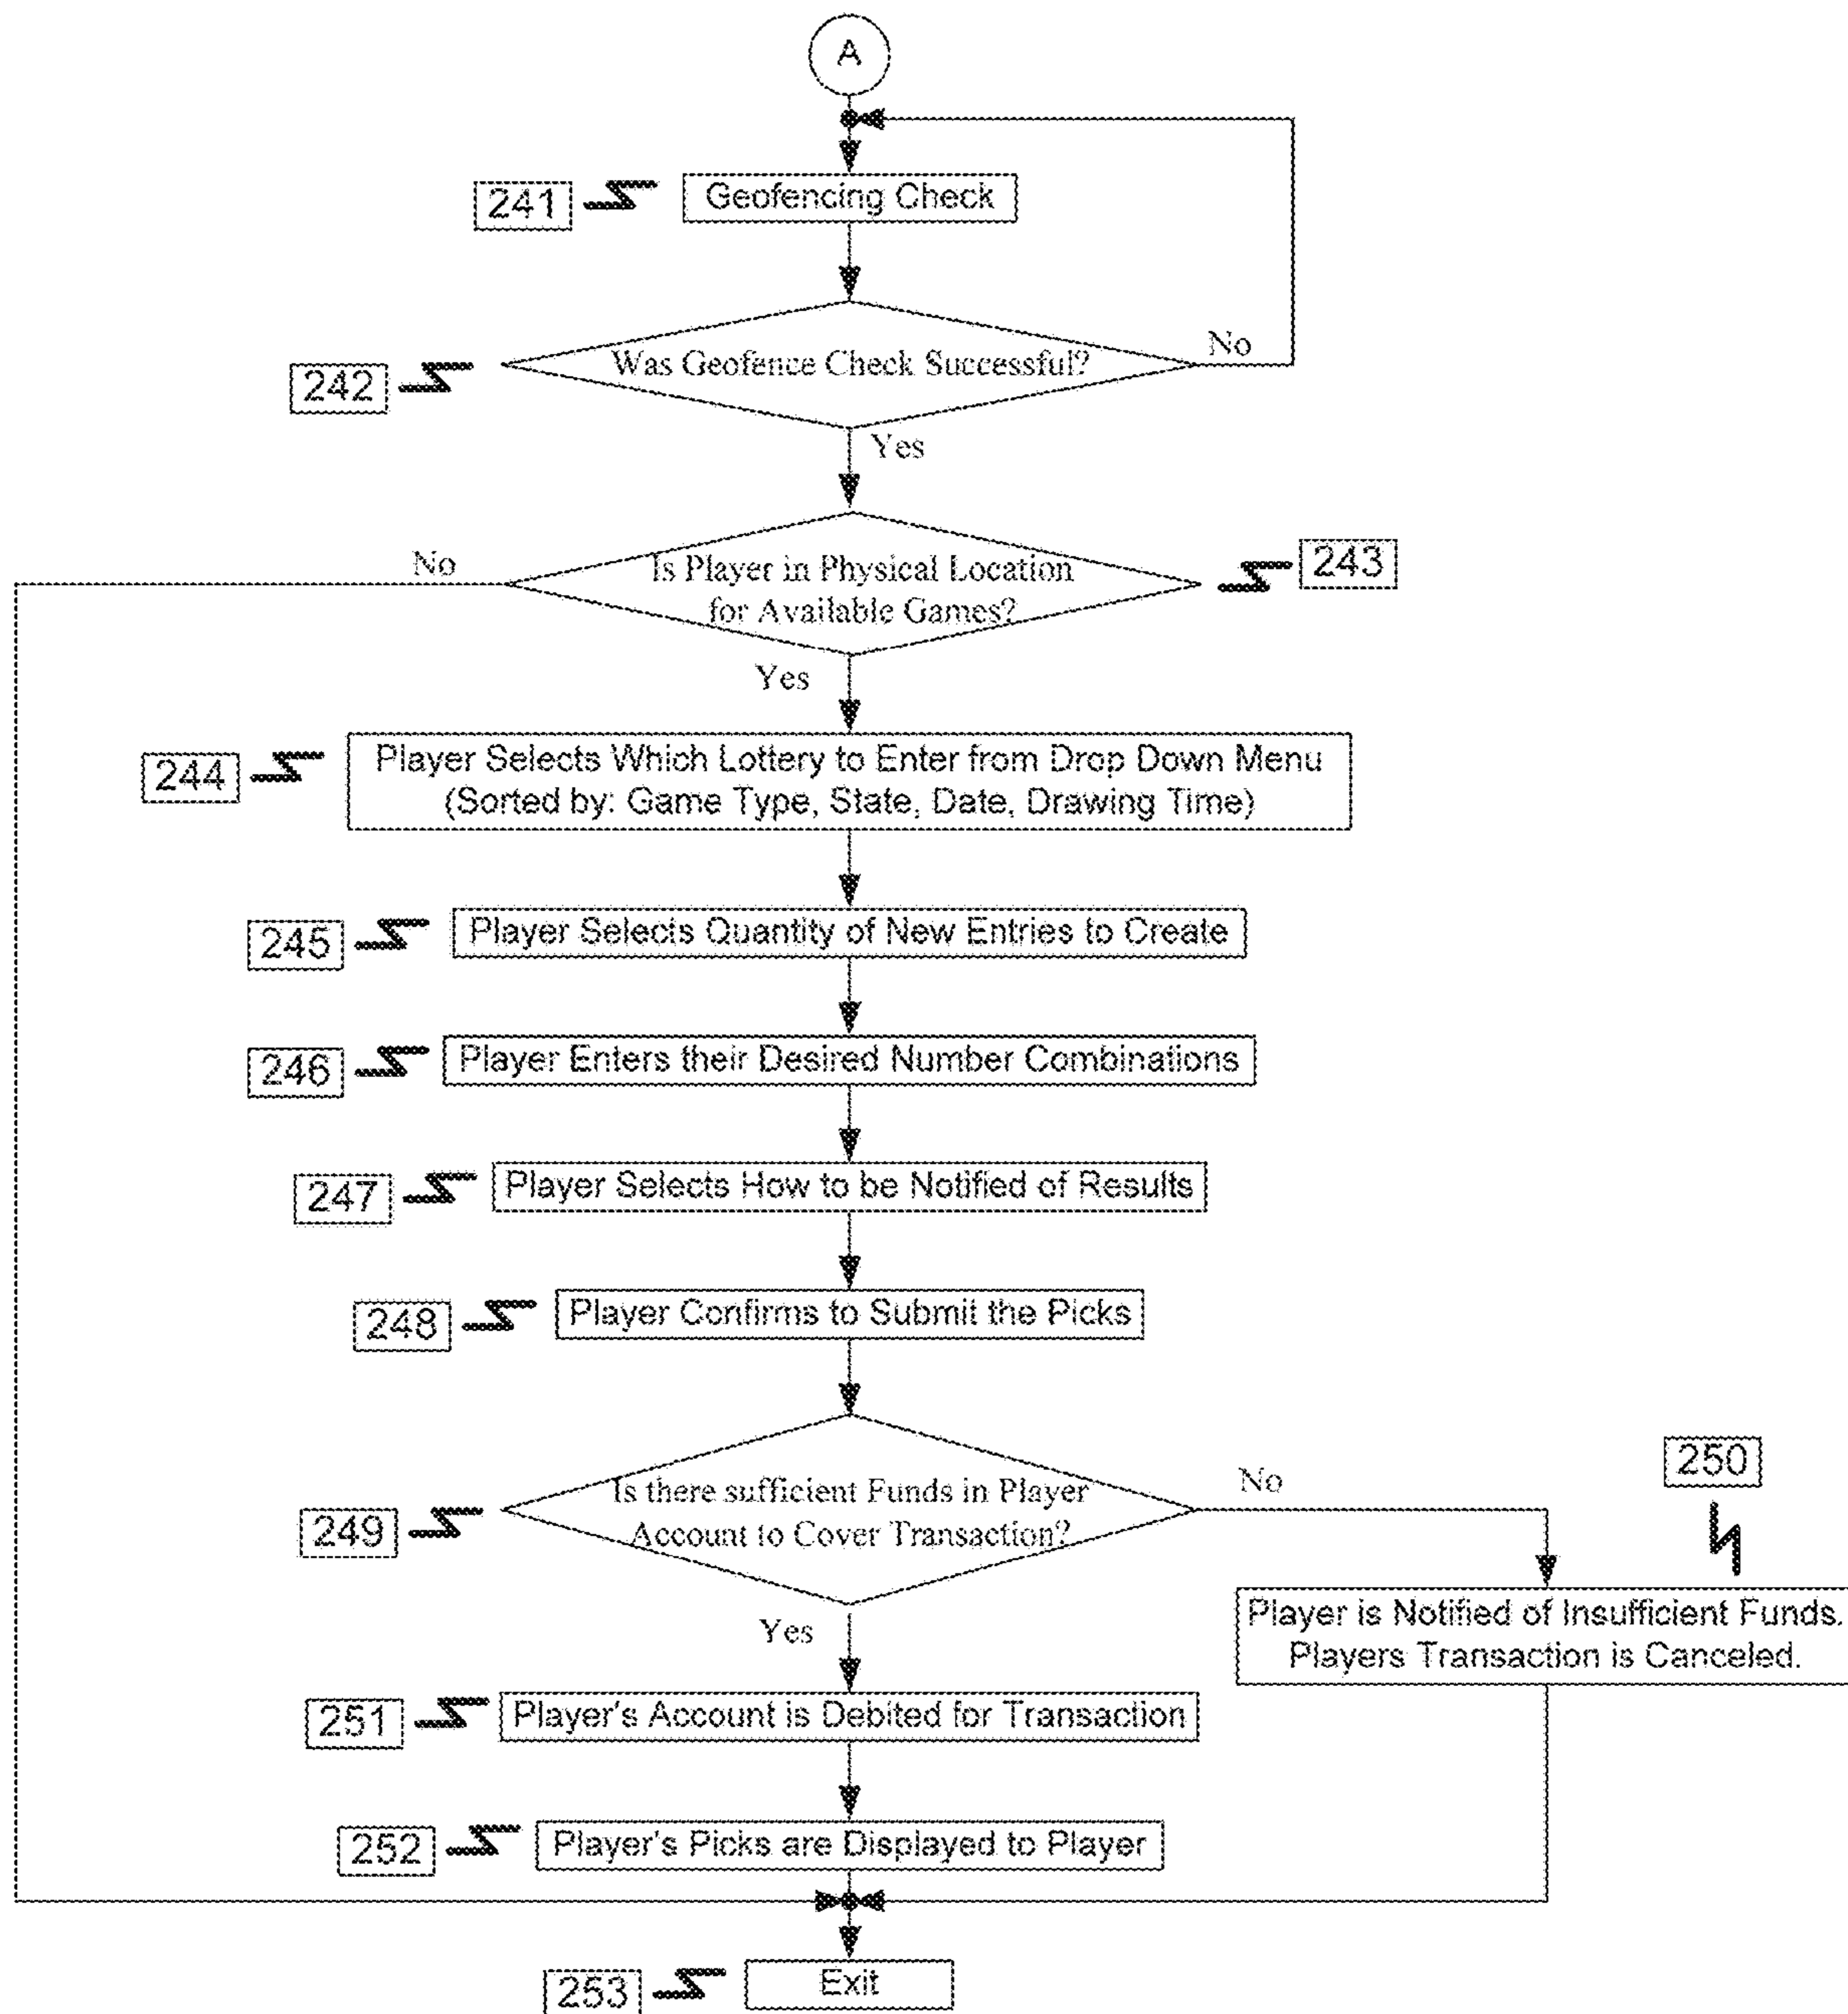 A
241
Geofencing Check
242
Was Geofence Check Successful?
No
Yes
243
Is Player in Physical Location
for Available Games?
No
Yes
244
Player Selects Which Lottery to Enter from Drop Down Menu
(Sorted by: Game Type, State, Date, Drawing Time)
245
Player Selects Quantity of New Entries to Create
246
Player Enters their Desired Number Combinations
247
Player Selects How to be Notified of Results
248
Player Confirms to Submit the Picks
249
Is there sufficient Funds in Player
Account to Cover Transaction?
No
Yes
250
Player is Notified of Insufficient Funds.
Players Transaction is Canceled.
251
Player's Account is Debited for Transaction
252
Player's Picks are Displayed to Player
253
Exit